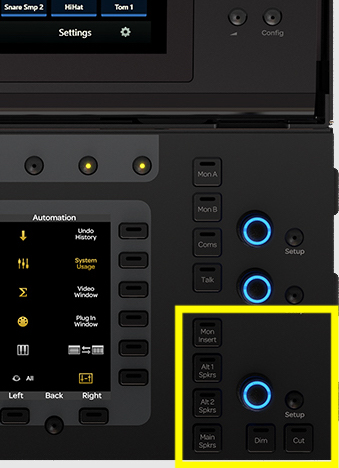 Snare Smp 2
HiHat
Tom 1
Settings
Config
Mon A
Mon B
Coms
Talk
Setup
Automation
Undo
History
System
Usage
Video
Window
Plug In
Window
All
Left
Back
Right
Mon
Insert
Alt 1
Spkrs
Alt 2
Spkrs
Main
Spkrs
Setup
Dim
Cut